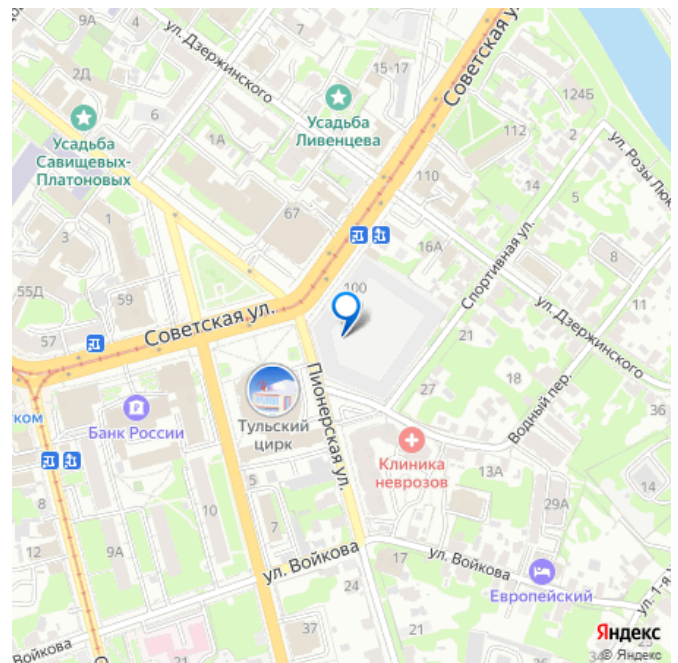 9А
4
7
2Д
ул. Дзержинского
15-17
Советская ул.
124Б
6
Усадьба
Савищевых-
Платоновых
1А
Усадьба
Ливенцева
112
2
14
5
110
67
1
3
16А
8
Спортивная ул.
55Д
59
100
11
ул. Дзержинского
57
Советская ул.
21
18
27
Водный пер.
36
Банк России
Тульский
цирк
Пионерская ул.
Клиника
неврозов
13А
14
29А
5
10
8
7
12
9А
ул. Войкова
17
ул. Войкова
24
Европейский
37
21
Яндекс
© Яндекс